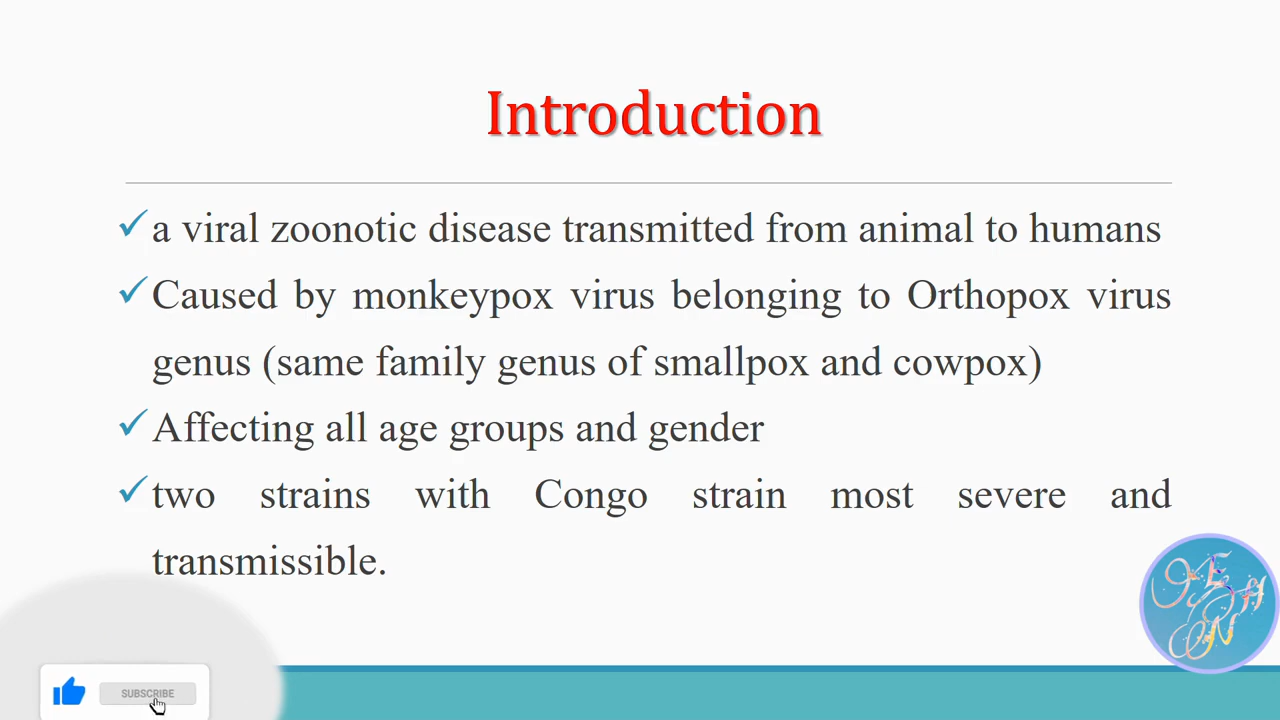 Introduction
a viral zoonotic disease transmitted from animal to humans
Caused by monkeypox virus belonging to Orthopox virus
genus (same family genus of smallpox and cowpox)
Affecting all age groups and gender
two strains with Congo strain most severe and
transmissible.
SUBSCRIBE